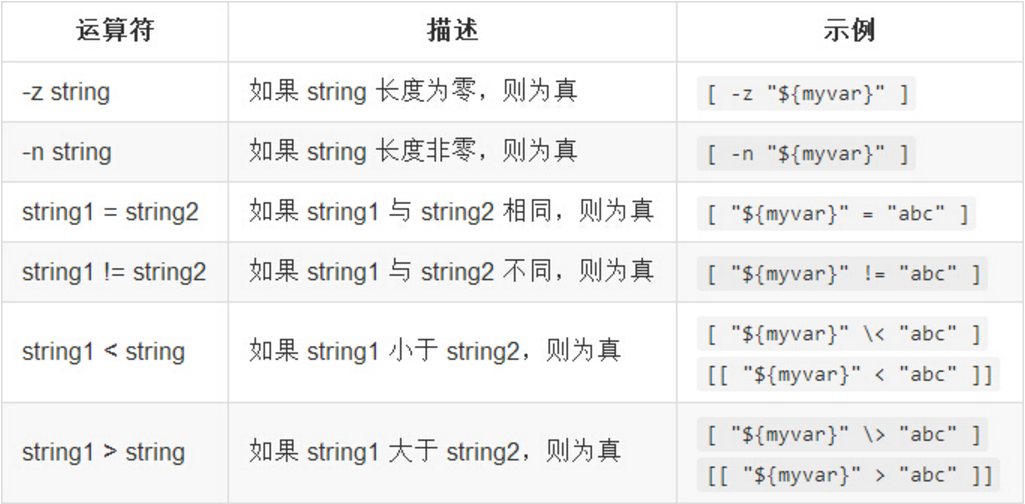 运算符 描述 示例
-z string 如果 string 长度为零，则为真 [ -z "${myvar}" ]
-n string 如果 string 长度非零，则为真 [ -n "${myvar}" ]
string1 = string2 如果 string1 与 string2 相同，则为真 [ "${myvar}" = "abc" ]
string1 != string2 如果 string1 与 string2 不同，则为真 [ "${myvar}" != "abc" ]
string1 < string 如果 string1 小于 string2，则为真 [ "${myvar}" \< "abc" ]
[[ "${myvar}" < "abc" ]]
string1 > string 如果 string1 大于 string2，则为真 [ "${myvar}" \> "abc" ]
[[ "${myvar}" > "abc" ]]